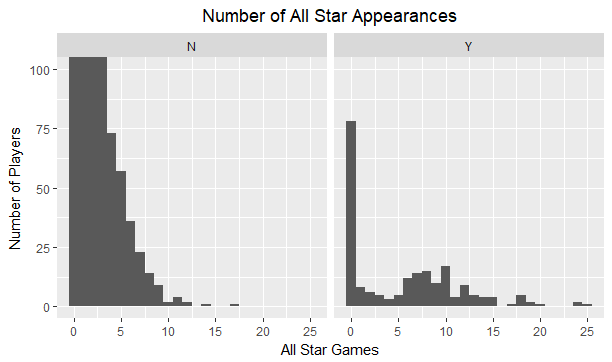 Number of All Star Appearances
N Y
100
75
50
25
0
Number of Players
0 5 10 15 20 25 0 5 10 15 20 25
All Star Games